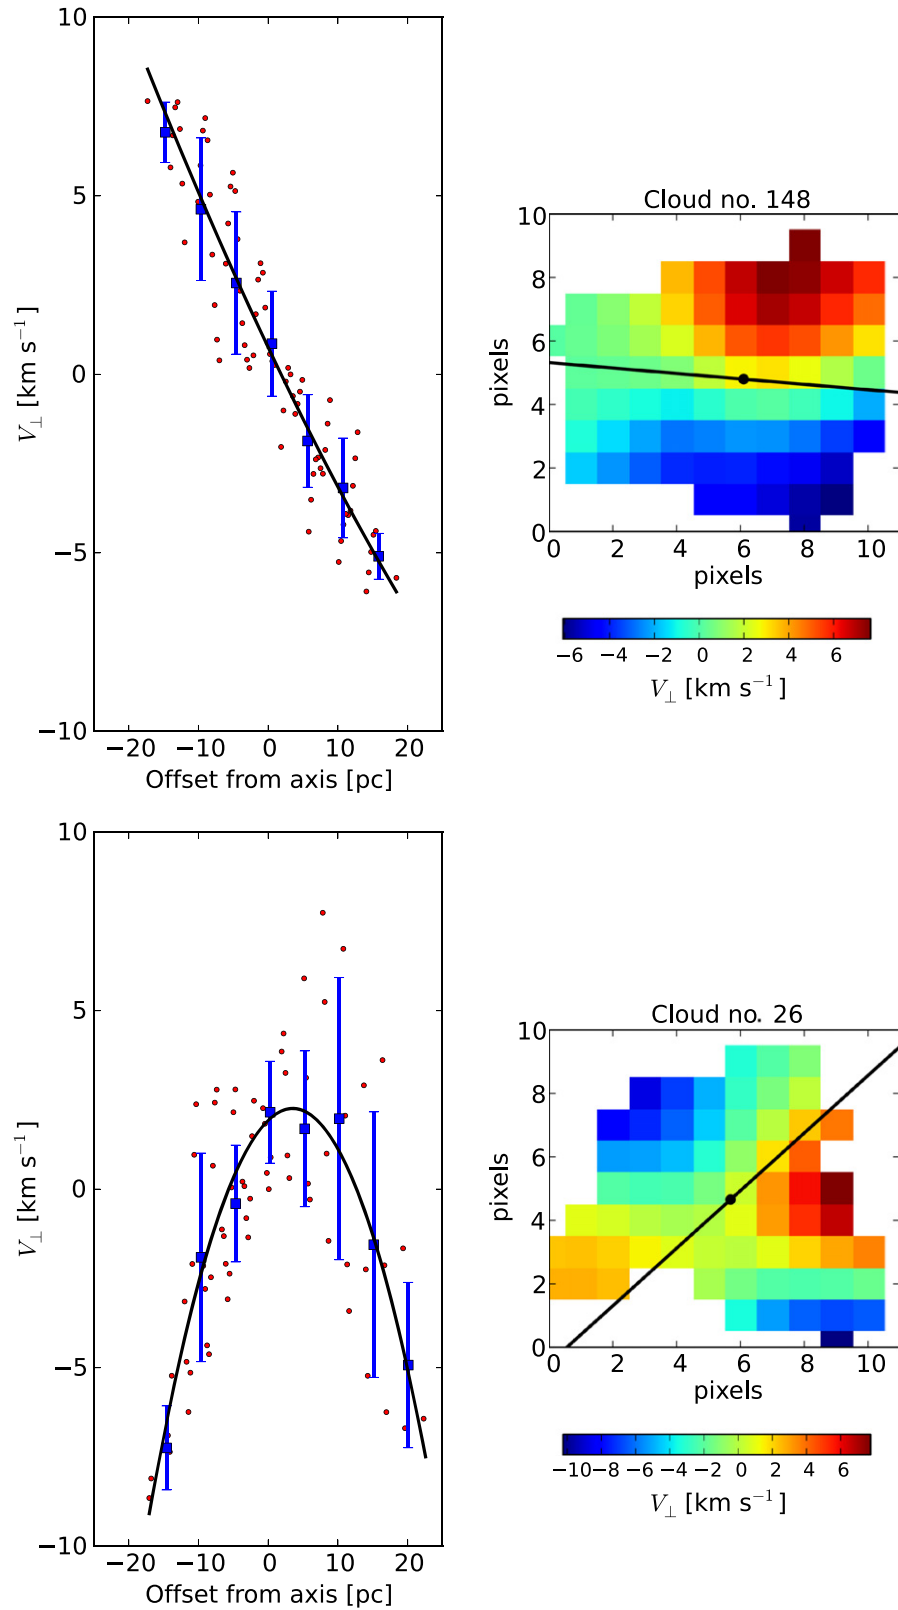 10
5
0
−5
−10
V⊥ [km s−1]
−20 −10 0 10 20
Offset from axis [pc]
Cloud no. 148
10
8
6
4
2
0
pixels
0 2 4 6 8 10
pixels
−6 −4 −2 0 2 4 6
V⊥ [km s−1]
10
5
0
−5
−10
V⊥ [km s−1]
−20 −10 0 10 20
Offset from axis [pc]
Cloud no. 26
10
8
6
4
2
0
pixels
0 2 4 6 8 10
pixels
−10 −8 −6 −4 −2 0 2 4 6
V⊥ [km s−1]